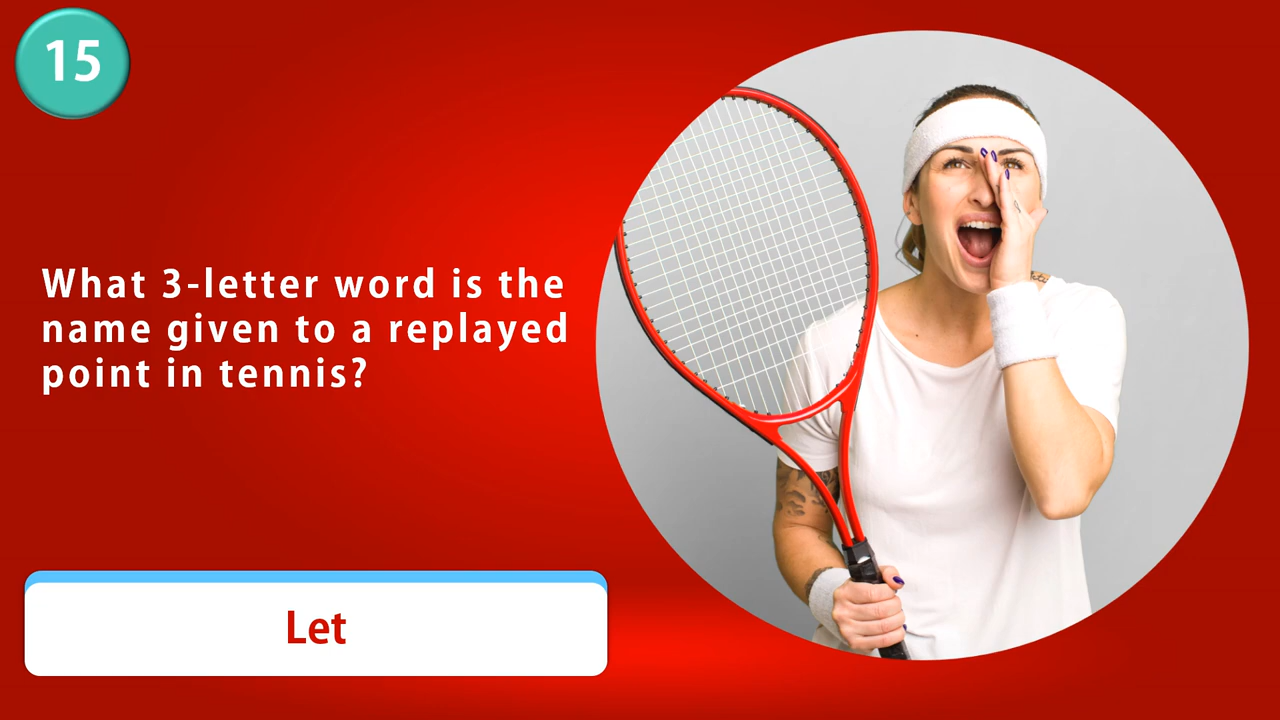 15
What 3-letter word is the
name given to a replayed
point in tennis?
Let